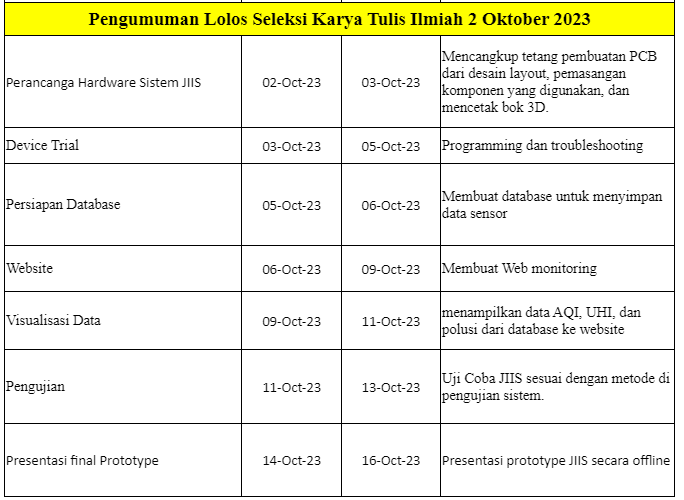 Pengumuman Lolos Seleksi Karya Tulis Ilmiah 2 Oktober 2023
Perancanga Hardware Sistem JIIS
02-Oct-23
03-Oct-23
Mencangkup tetang pembuatan PCB
dari desain layout, pemasangan
komponen yang digunakan, dan
mencetak bok 3D.
Device Trial
03-Oct-23
05-Oct-23
Programming dan troubleshooting
Persiapan Database
05-Oct-23
06-Oct-23
Membuat database untuk menyimpan
data sensor
Website
06-Oct-23
09-Oct-23
Membuat Web monitoring
Visualisasi Data
09-Oct-23
11-Oct-23
menampilkan data AQI, UHI, dan
polusi dari database ke website
Pengujian
11-Oct-23
13-Oct-23
Uji Coba JIIS sesuai dengan metode di
pengujian sistem.
Presentasi final Prototype
14-Oct-23
16-Oct-23
Presentasi prototype JIIS secara offline